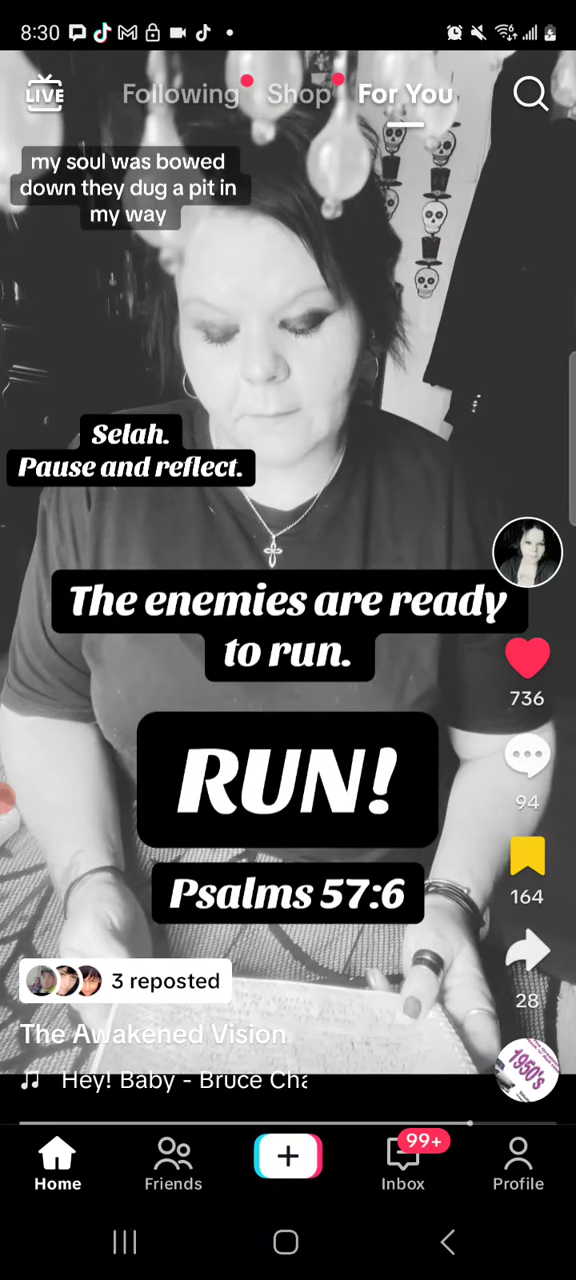 8:30
LIVE
Following Shop For You
my soul was bowed
down they dug a pit in
my way
Selah.
Pause and reflect.
The enemies are ready
to run.
RUN!
Psalms 57:6
736
94
164
3 reposted
28
The Awakened Vision
Hey! Baby - Bruce Cha
1950's
99+
Home Friends Inbox Profile